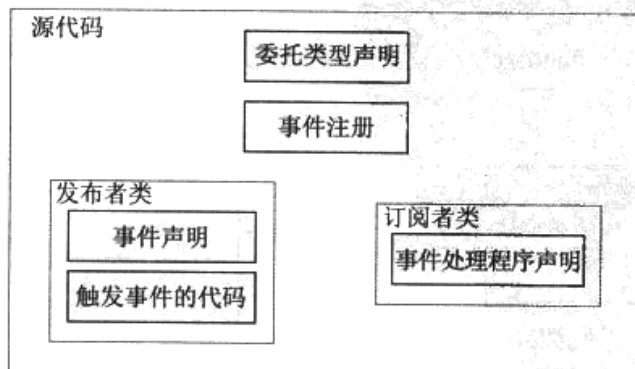 源代码
委托类型声明
事件注册
发布者类
事件声明
触发事件的代码
订阅者类
事件处理程序声明